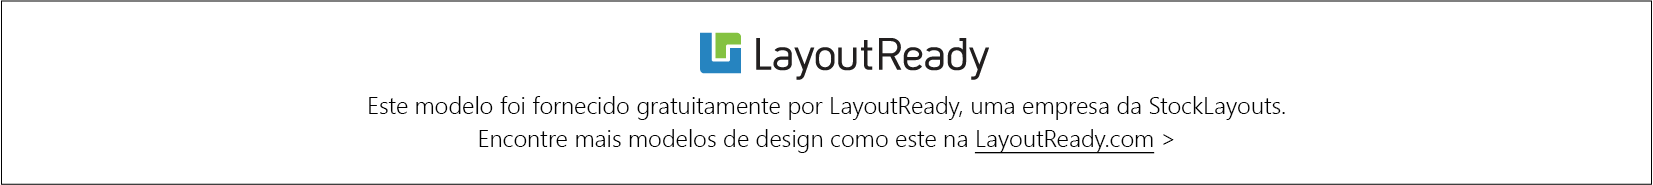 LayoutReady
Este modelo foi fornecido gratuitamente por LayoutReady, uma empresa da StockLayouts.
Encontre mais modelos de design como este na LayoutReady.com >